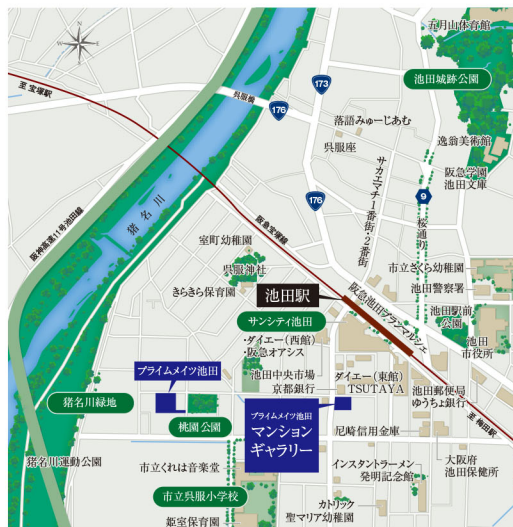 五月山体育館
池田城跡公園
至 宝塚駅
呉服橋
176
173
落語みゅーじあむ
呉服座
逸翁美術館
阪急学園
池田文庫
サカエマチ1番街・2番街
176
9
桜通り
猪名川
阪神高速11号池田線
阪急宝塚線
室町幼稚園
呉服神社
きらきら保育園
池田駅
阪急池田ブランマルシェ
市立さくら幼稚園
池田警察署
池田駅前
公園
池田
市役所
サンシティ池田
・ダイエー(西館)
・阪急オアシス
プライムメイツ池田
池田中央市場
京都銀行
ダイエー(東館)
TSUTAYA
池田郵便局
ゆうちょ銀行
至 梅田駅
猪名川緑地
桃園公園
プライムメイツ池田
マンション
ギャラリー
尼崎信用金庫
大阪府
池田保健所
猪名川運動公園
市立くれは音楽堂
インスタントラーメン
発明記念館
市立呉服小学校
姫室保育園
カトリック
聖マリア幼稚園